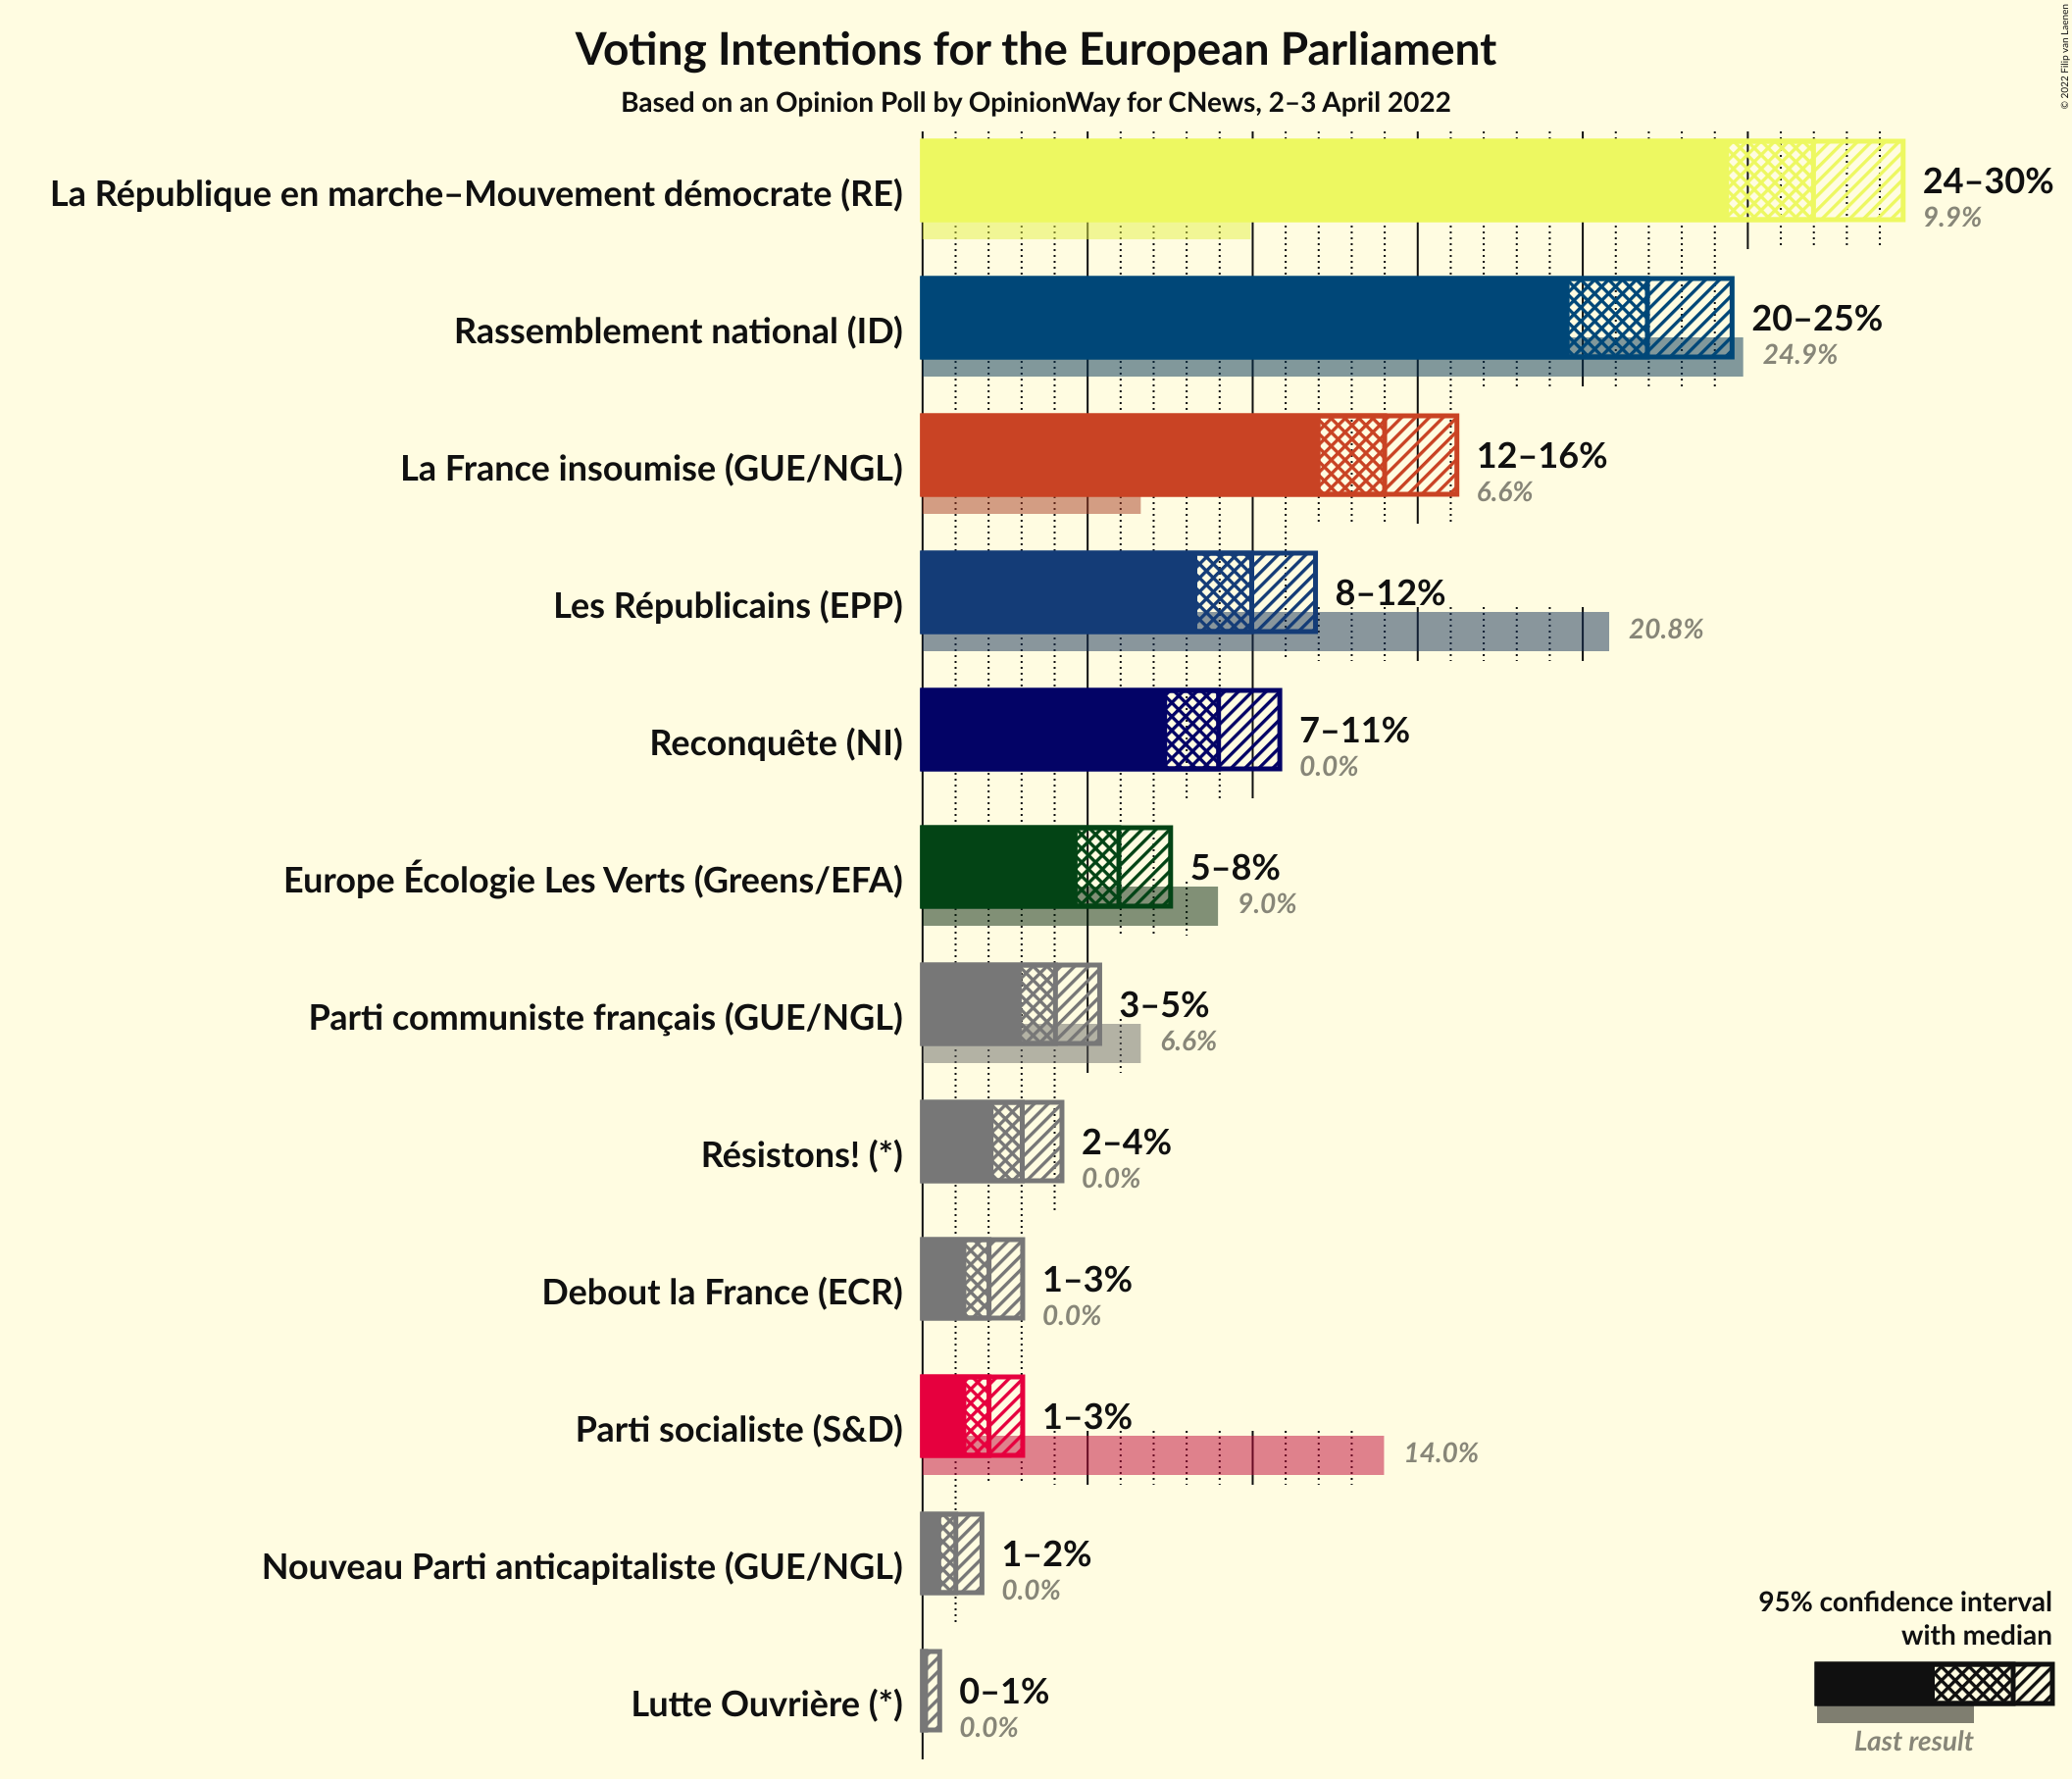 Voting Intentions for the European Parliament
Based on an Opinion Poll by OpinionWay for CNews, 2–3 April 2022
© 2022 Filip van Laenen
La République en marche–Mouvement démocrate (RE)
24–30%
9.9%
Rassemblement national (ID)
20–25%
24.9%
La France insoumise (GUE/NGL)
12–16%
6.6%
Les Républicains (EPP)
8–12%
20.8%
Reconquête (NI)
7–11%
0.0%
Europe Écologie Les Verts (Greens/EFA)
5–8%
9.0%
Parti communiste français (GUE/NGL)
3–5%
6.6%
Résistons! (*)
2–4%
0.0%
Debout la France (ECR)
1–3%
0.0%
Parti socialiste (S&D)
1–3%
14.0%
Nouveau Parti anticapitaliste (GUE/NGL)
1–2%
0.0%
Lutte Ouvrière (*)
0–1%
0.0%
95% confidence interval
with median
Last result